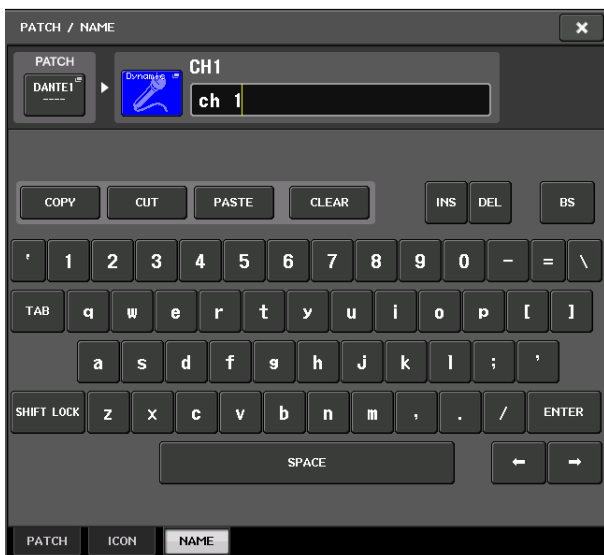 PATCH / NAME
×
PATCH
DANTE1
----
Dynamic
CH1
ch 1
COPY CUT PASTE CLEAR INS DEL BS
' 1 2 3 4 5 6 7 8 9 0 - = \
TAB q w e r t y u i o p [ ]
a s d f g h j k l ; '
SHIFT LOCK z x c v b n m , . / ENTER
SPACE ← →
PATCH ICON NAME